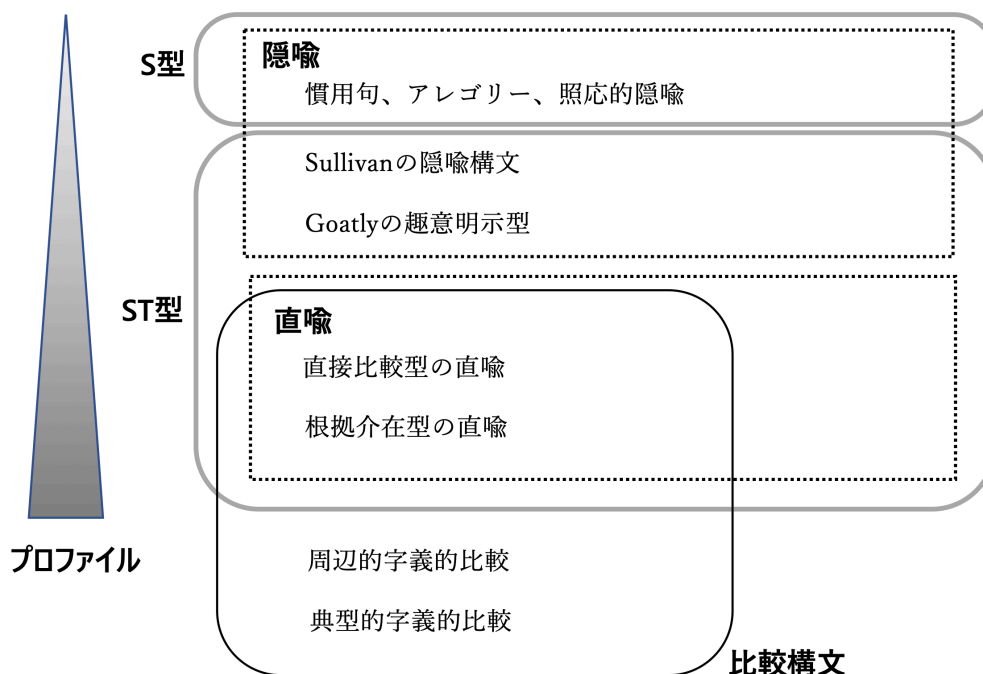 隠喩
S型
慣用句、アレゴリー、照応的隠喩
Sullivanの隠喩構文
Goatlyの趣意明示型
ST型
直喩
直接比較型の直喩
根拠介在型の直喩
プロファイル
周辺的字義的比較
典型的字義的比較
比較構文